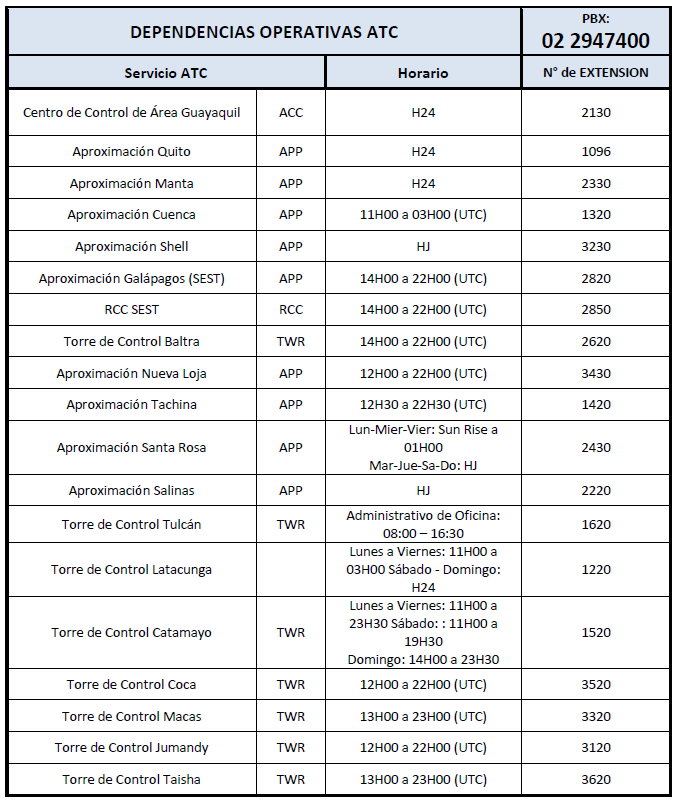 DEPENDENCIAS OPERATIVAS ATC
PBX:
02 2947400
Servicio ATC Horario N° de EXTENSION
Centro de Control de Área Guayaquil ACC H24 2130
Aproximación Quito APP H24 1096
Aproximación Manta APP H24 2330
Aproximación Cuenca APP 11H00 a 03H00 (UTC) 1320
Aproximación Shell APP HJ 3230
Aproximación Galápagos (SEST) APP 14H00 a 22H00 (UTC) 2820
RCC SEST RCC 14H00 a 22H00 (UTC) 2850
Torre de Control Baltra TWR 14H00 a 22H00 (UTC) 2620
Aproximación Nueva Loja APP 12H00 a 22H00 (UTC) 3430
Aproximación Tachina APP 12H30 a 22H30 (UTC) 1420
Aproximación Santa Rosa APP Lun-Mier-Vier: Sun Rise a
01H00
Mar-Jue-Sa-Do: HJ
2430
Aproximación Salinas APP HJ 2220
Torre de Control Tulcán TWR Administrativo de Oficina:
08:00 – 16:30
1620
Torre de Control Latacunga Lunes a Viernes: 11H00 a
03H00 Sábado - Domingo:
H24
1220
Torre de Control Catamayo TWR Lunes a Viernes: 11H00 a
23H30 Sábado: : 11H00 a
19H30
Domingo: 14H00 a 23H30
1520
Torre de Control Coca TWR 12H00 a 22H00 (UTC) 3520
Torre de Control Macas TWR 13H00 a 23H00 (UTC) 3320
Torre de Control Jumandy TWR 12H00 a 22H00 (UTC) 3120
Torre de Control Taisha TWR 13H00 a 23H00 (UTC) 3620